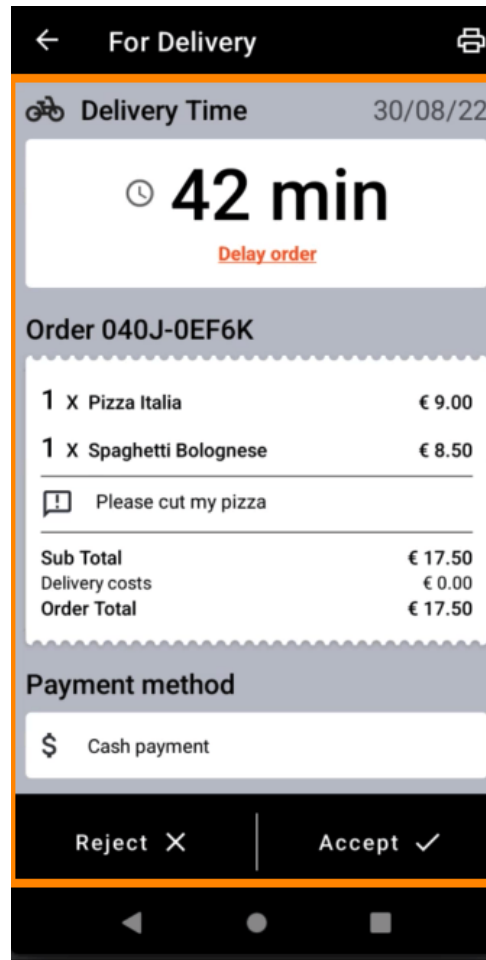 For Delivery
Delivery Time 30/08/22
42 min
Delay order
Order 040J-0EF6K
1 x Pizza Italia € 9.00
1 x Spaghetti Bolognese € 8.50
Please cut my pizza
Sub Total € 17.50
Delivery costs € 0.00
Order Total € 17.50
Payment method
$ Cash payment
Reject Accept